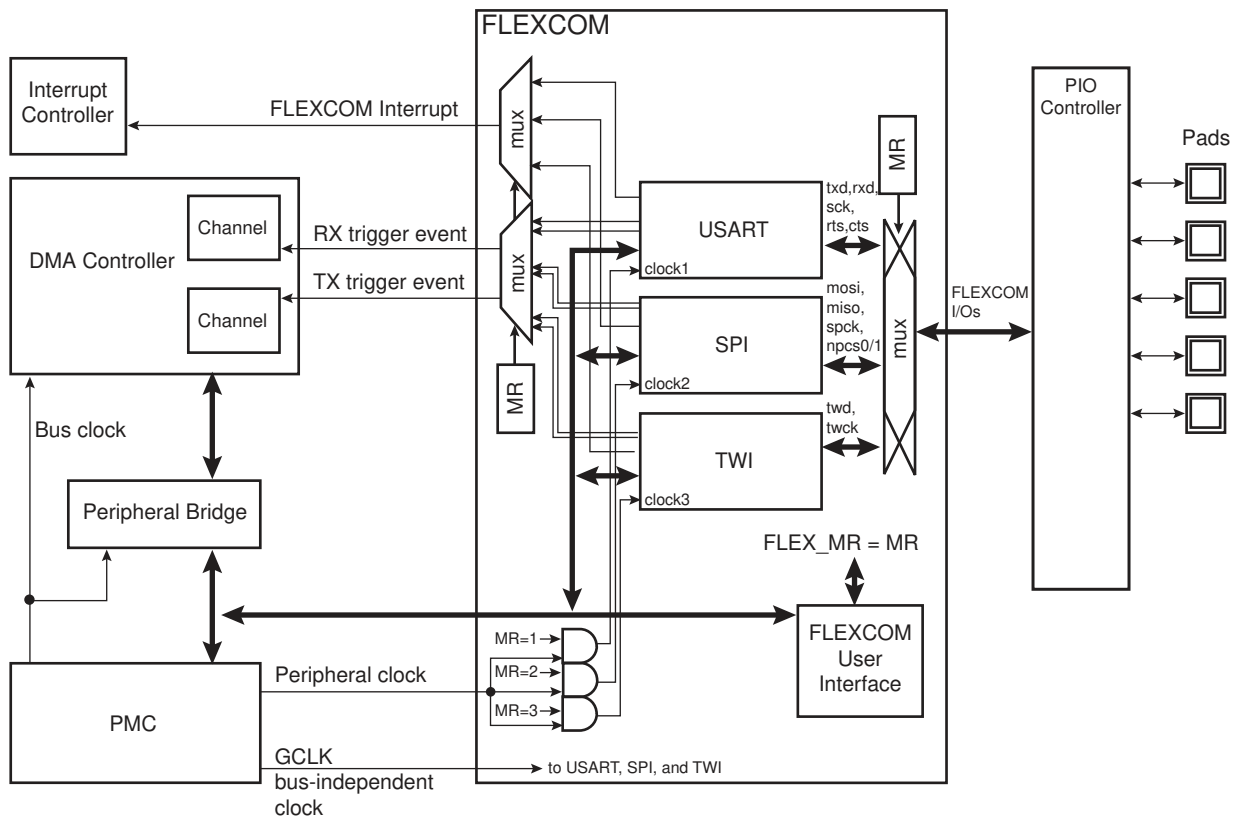 FLEXCOM
Interrupt
Controller
FLEXCOM Interrupt
mux
MR
PIO
Controller
Pads
DMA Controller
Channel
Channel
RX trigger event
TX trigger event
mux
MR
USART
clock1
txd,rxd,
sck,
rts,cts
SPI
clock2
mosi,
miso,
spck,
npcs0/1
mux
FLEXCOM
I/Os
TWI
clock3
twd,
twck
Bus clock
Peripheral Bridge
FLEX_MR = MR
FLEXCOM
User
Interface
MR=1
MR=2
MR=3
PMC
Peripheral clock
GCLK
bus-independent
clock
to USART, SPI, and TWI